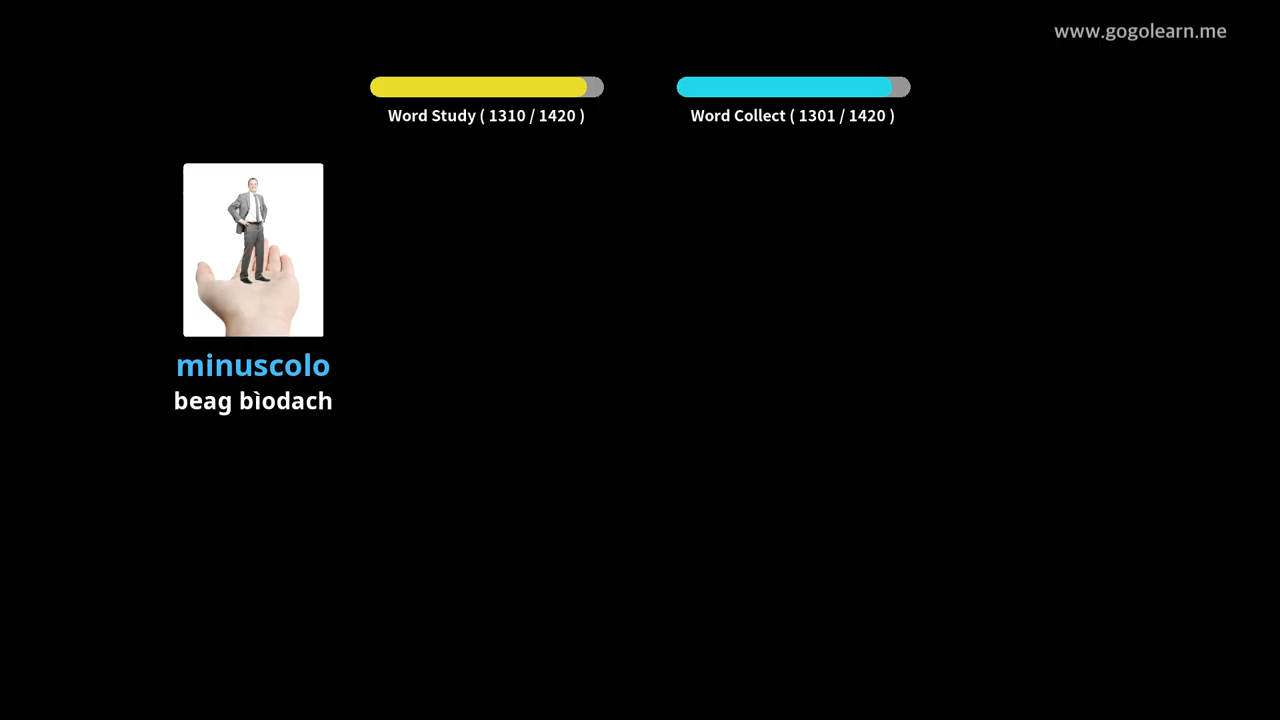 www.gogolearn.me
Word Study ( 1310 / 1420 )
Word Collect ( 1301 / 1420 )
minuscolo
beag bìodach